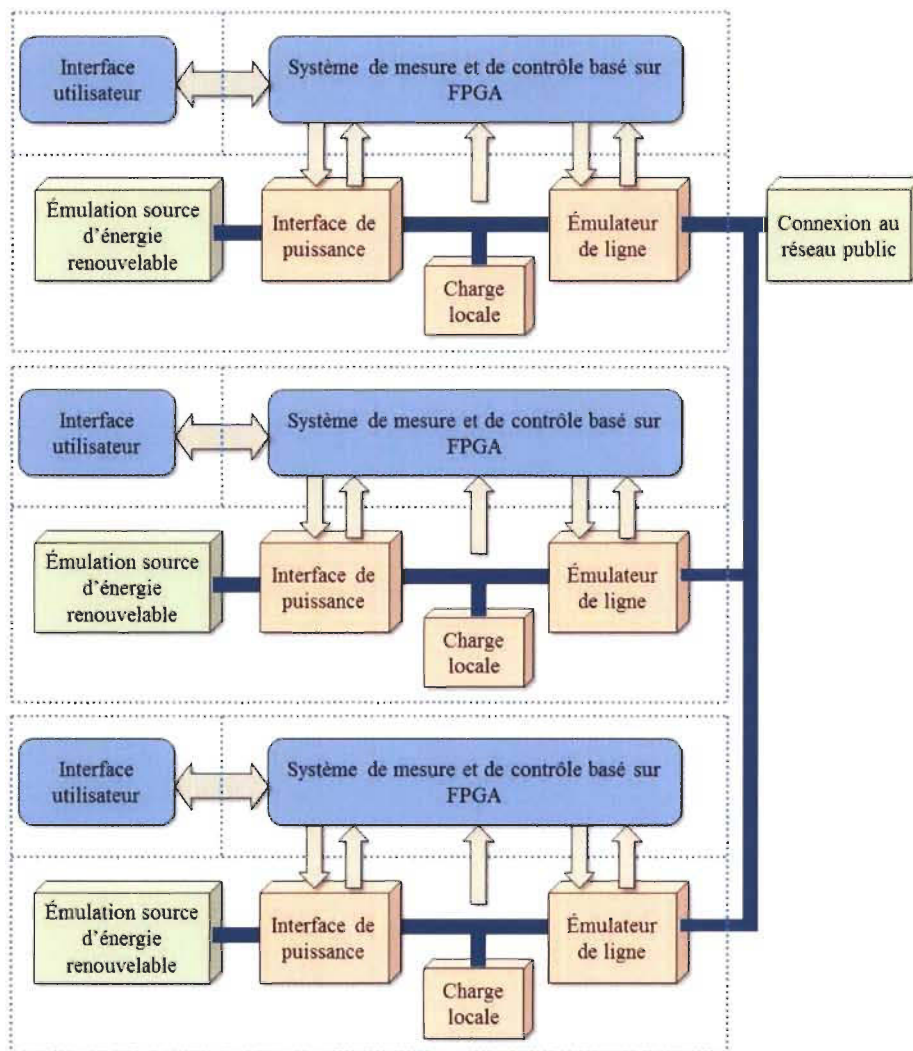 Interface
utilisateur
Système de mesure et de contrôle basé sur
FPGA
Émulation source
d'énergie
renouvelable
Interface de
puissance
Charge
locale
Émulateur
de ligne
Connexion au
réseau public
Interface
utilisateur
Système de mesure et de contrôle basé sur
FPGA
Émulation source
d'énergie
renouvelable
Interface de
puissance
Charge
locale
Émulateur
de ligne
Interface
utilisateur
Système de mesure et de contrôle basé sur
FPGA
Émulation source
d'énergie
renouvelable
Interface de
puissance
Charge
locale
Émulateur
de ligne